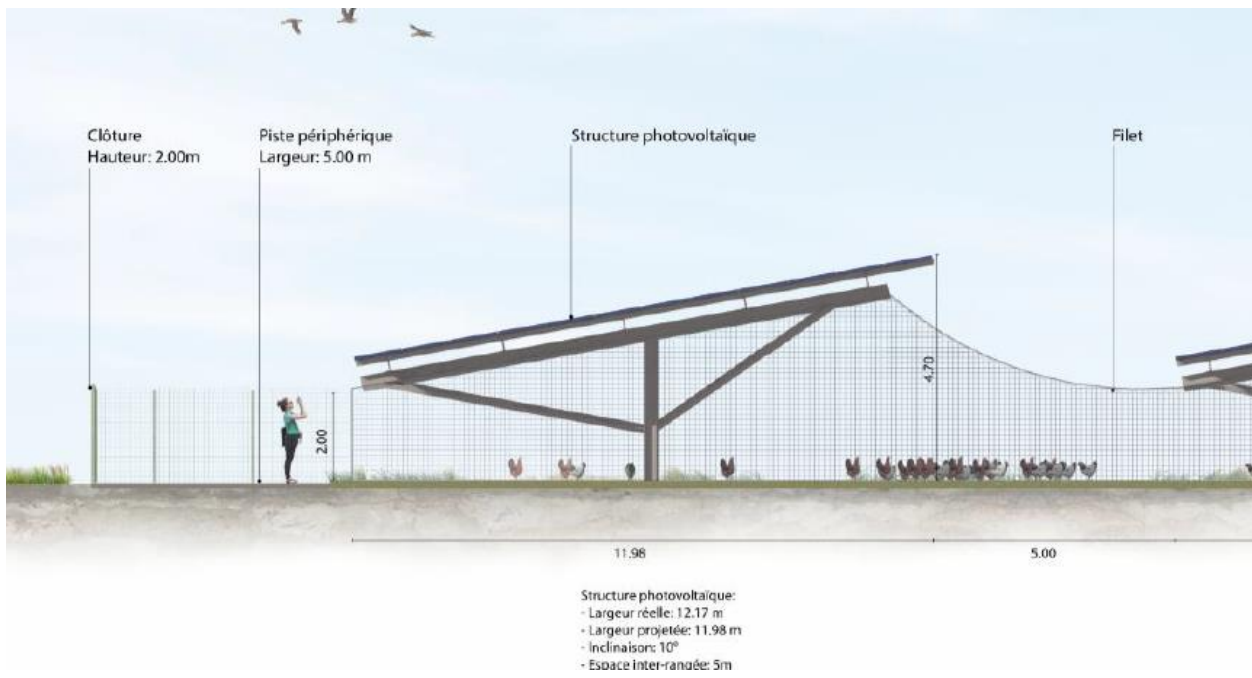 Clôture
Hauteur: 2.00m
Piste périphérique
Largeur: 5.00 m
Structure photovoltaïque
Filet
2.00
4.70
11.98
5.00
Structure photovoltaïque:
- Largeur réelle: 12.17 m
- Largeur projetée: 11.98 m
- Inclinaison: 10°
- Espace inter-rangée: 5m